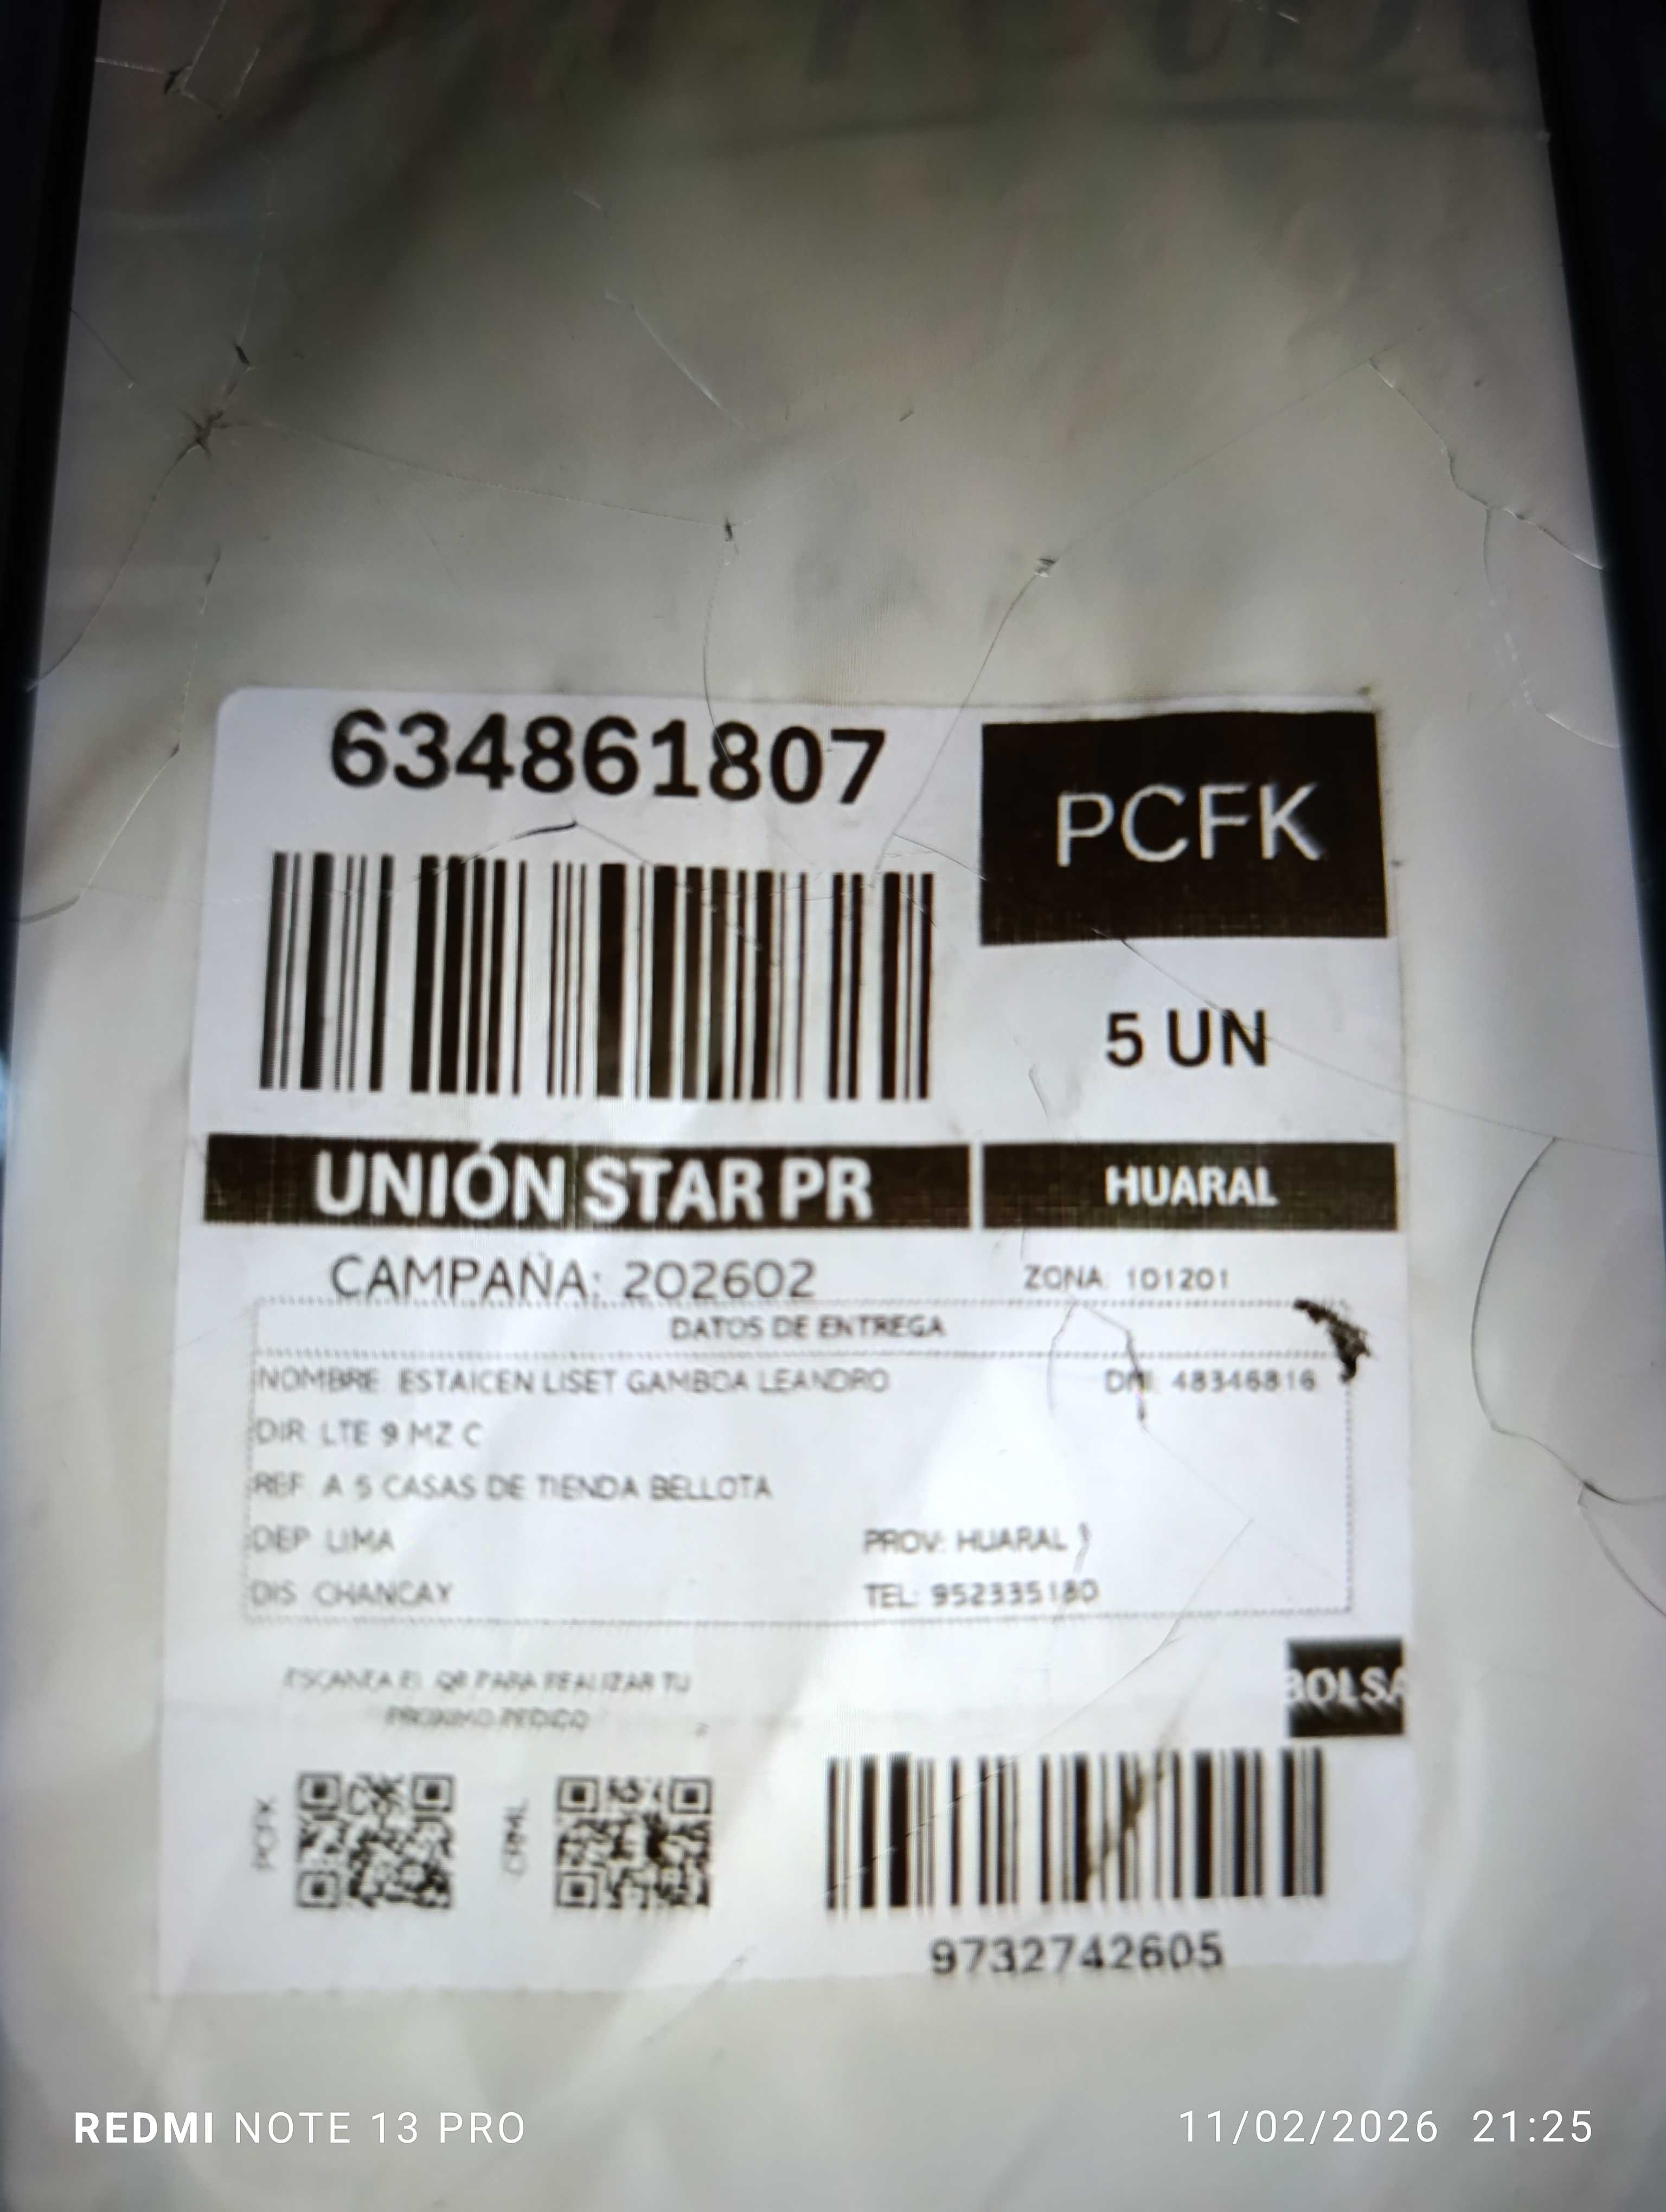 634861807
PCFK
5 UN
UNIÓN STAR PR
HUARAL
CAMPAÑA: 202602
ZONA: 101201
DATOS DE ENTREGA
NOMBRE: ESTAICEN LISET GAMBOA LEANDRO
DNI: 48346816
DIR: LTE 9 MZ C
REF: A 5 CASAS DE TIENDA BELLOTA
DEP: LIMA
PROV: HUARAL
DIS: CHANCAY
TEL: 952335180
ESCANEA EL QR PARA REALIZAR TU
PROXIMO PEDIDO
BOLSA
PCFK
9732742605
REDMI NOTE 13 PRO
11/02/2026 21:25